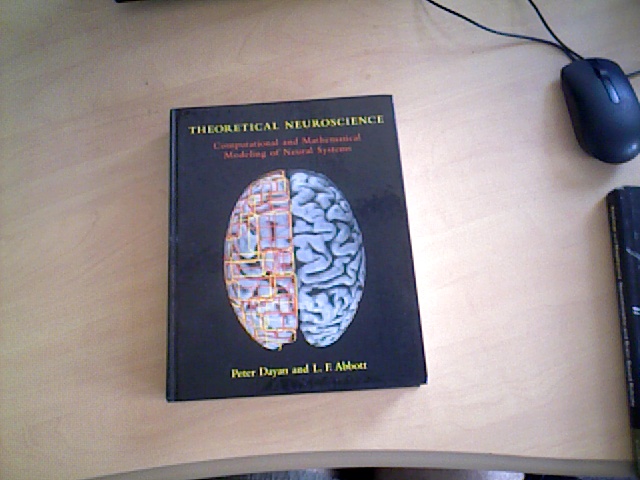 THEORETICAL NEUROSCIENCE
Computational and Mathematical
Modeling of Neural Systems
Peter Dayan and L. F. Abbott